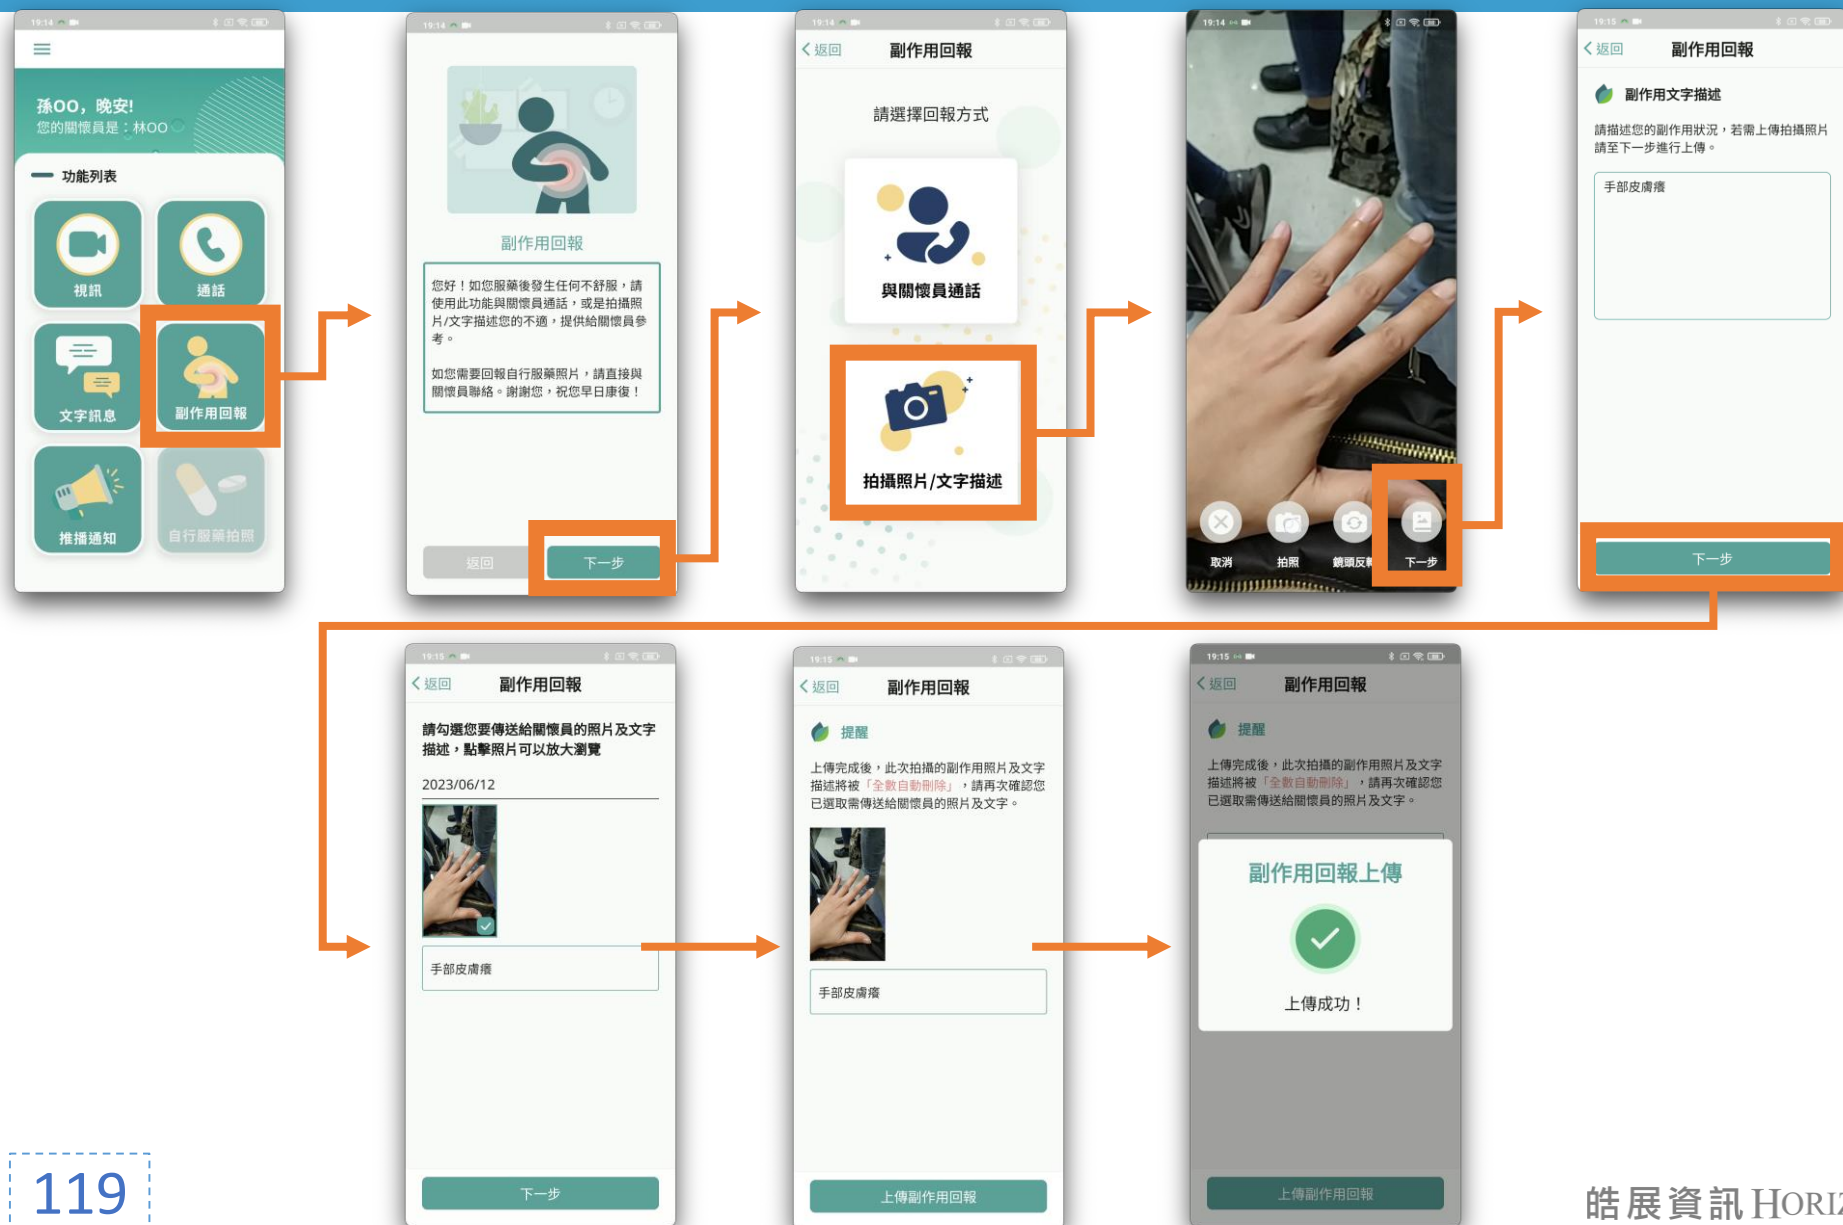 19:14
孫OO，晚安!
您的關懷員是：林OO
功能列表
視訊
通話
文字訊息
副作用回報
推播通知
自行服藥拍照
19:14
副作用回報
您好！如您服藥後發生任何不舒服，請
使用此功能與關懷員通話，或是拍攝照
片/文字描述您的不適，提供給關懷員參
考。
如您需要回報自行服藥照片，請直接與
關懷員聯絡。謝謝您，祝您早日康復！
返回
下一步
19:14
返回
副作用回報
請選擇回報方式
與關懷員通話
拍攝照片/文字描述
19:14
取消
拍照
鏡頭反轉
下一步
19:15
返回
副作用回報
副作用文字描述
請描述您的副作用狀況，若需上傳拍攝照片
請至下一步進行上傳。
手部皮膚癢
下一步
19:15
返回
副作用回報
請勾選您要傳送給關懷員的照片及文字
描述，點擊照片可以放大瀏覽
2023/06/12
手部皮膚癢
下一步
19:15
返回
副作用回報
提醒
上傳完成後，此次拍攝的副作用照片及文字
描述將被「全數自動刪除」，請再次確認您
已選取需傳送給關懷員的照片及文字。
手部皮膚癢
上傳副作用回報
19:15
返回
副作用回報
提醒
上傳完成後，此次拍攝的副作用照片及文字
描述將被「全數自動刪除」，請再次確認您
已選取需傳送給關懷員的照片及文字。
副作用回報上傳
上傳成功！
上傳副作用回報
119
皓展資訊 HORIZ